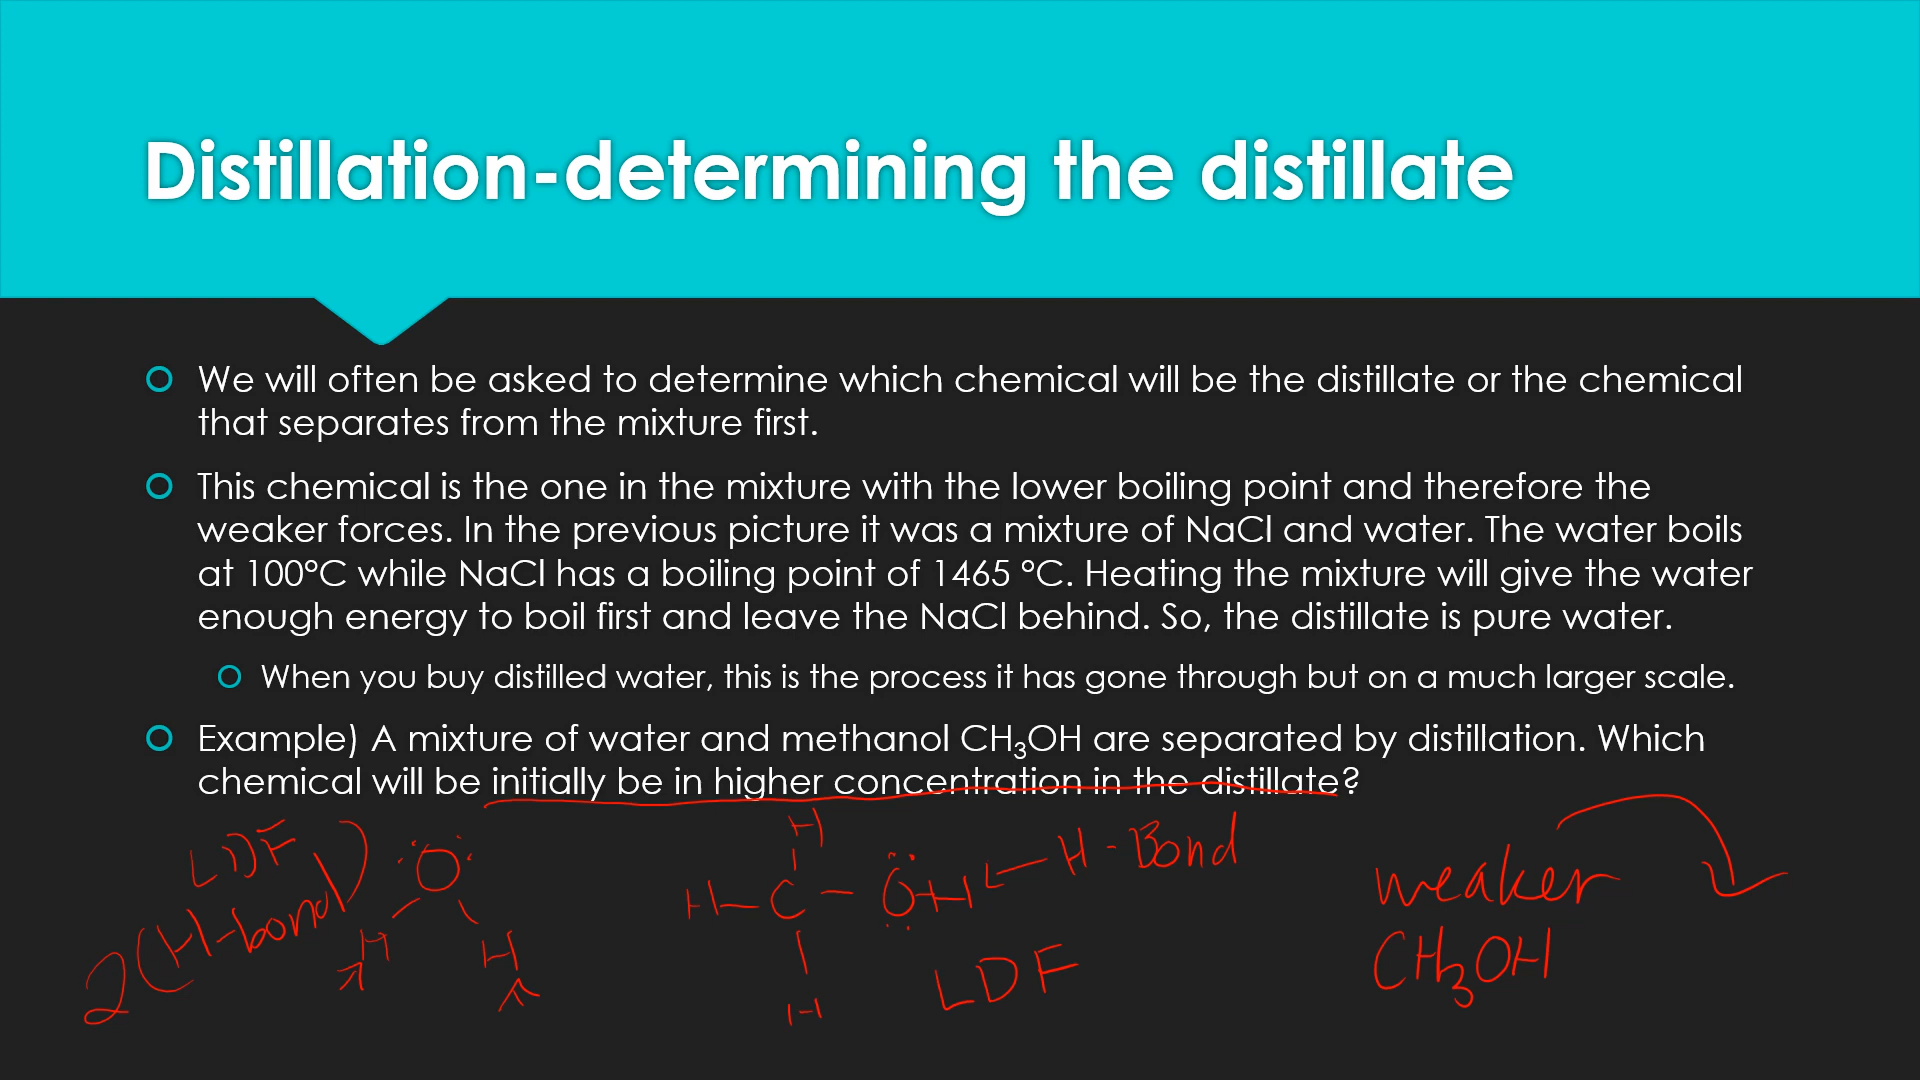 Distillation-determining the distillate
We will often be asked to determine which chemical will be the distillate or the chemical
that separates from the mixture first.
This chemical is the one in the mixture with the lower boiling point and therefore the
weaker forces. In the previous picture it was a mixture of NaCl and water. The water boils
at 100°C while NaCl has a boiling point of 1465 °C. Heating the mixture will give the water
enough energy to boil first and leave the NaCl behind. So, the distillate is pure water.
When you buy distilled water, this is the process it has gone through but on a much larger scale.
Example) A mixture of water and methanol CH₃OH are separated by distillation. Which
chemical will be initially be in higher concentration in the distillate?
LDF
2(H-bond)
O
H
H
H
H-C-OH
H
H-Bond
LDF
weaker
CH₃OH